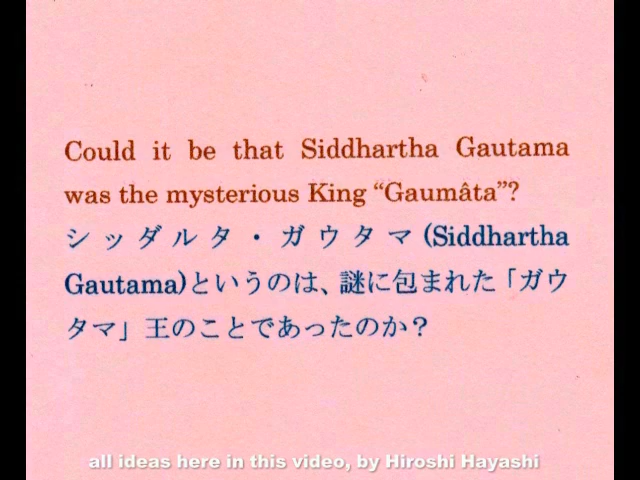 Could it be that Siddhartha Gautama
was the mysterious King “Gaumâta”?
シッダルタ・ガウタマ(Siddhartha
Gautama)というのは、謎に包まれた「ガウ
タマ」王のことであったのか？
all ideas here in this video, by Hiroshi Hayashi